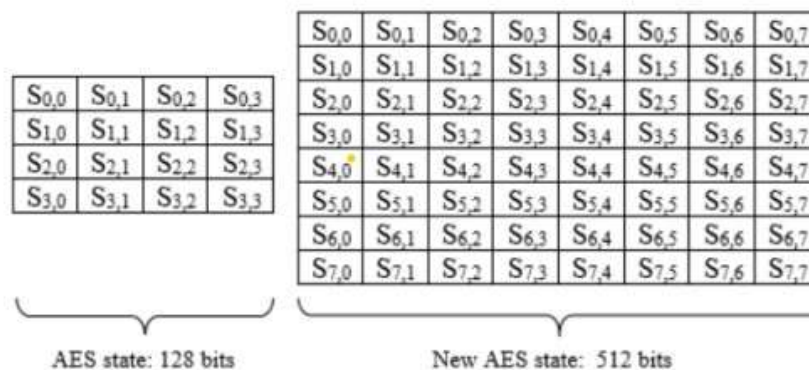 S0,0 S0,1 S0,2 S0,3
S1,0 S1,1 S1,2 S1,3
S2,0 S2,1 S2,2 S2,3
S3,0 S3,1 S3,2 S3,3
AES state: 128 bits
S0,0 S0,1 S0,2 S0,3 S0,4 S0,5 S0,6 S0,7
S1,0 S1,1 S1,2 S1,3 S1,4 S1,5 S1,6 S1,7
S2,0 S2,1 S2,2 S2,3 S2,4 S2,5 S2,6 S2,7
S3,0 S3,1 S3,2 S3,3 S3,4 S3,5 S3,6 S3,7
S4,0 S4,1 S4,2 S4,3 S4,4 S4,5 S4,6 S4,7
S5,0 S5,1 S5,2 S5,3 S5,4 S5,5 S5,6 S5,7
S6,0 S6,1 S6,2 S6,3 S6,4 S6,5 S6,6 S6,7
S7,0 S7,1 S7,2 S7,3 S7,4 S7,5 S7,6 S7,7
New AES state: 512 bits